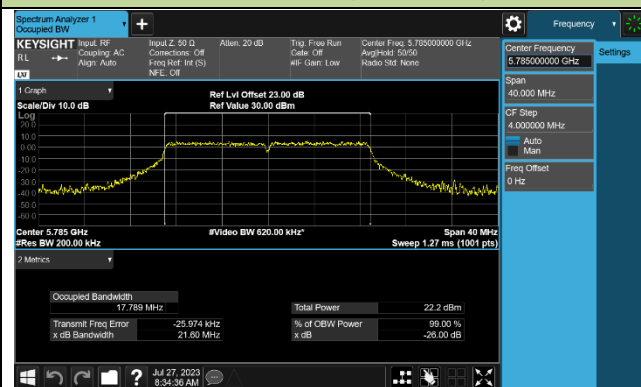 Spectrum Analyzer 1
Occupied BW
Frequency
KEYSIGHT
Input: RF
Input Z: 50 Ω
Atten: 20 dB
Trig: Free Run
Center Freq: 5.785000000 GHz
RL
Coupling: AC
Corrections: Off
Gate: Off
Avg|Hold: 50/50
Align: Auto
Freq Ref: Int (S)
#IF Gain: Low
Radio Std: None
NFE: Off
LXI
Center Frequency
5.785000000 GHz
Settings
Span
40.000 MHz
CF Step
4.000000 MHz
Auto
Man
Freq Offset
0 Hz
1 Graph
Ref Lvl Offset 23.00 dB
Scale/Div 10.0 dB
Ref Value 30.00 dBm
Log
20.0
10.0
0.00
-10.0
-20.0
-30.0
-40.0
-50.0
-60.0
Center 5.785 GHz
#Video BW 620.00 kHz*
Span 40 MHz
#Res BW 200.00 kHz
Sweep 1.27 ms (1001 pts)
2 Metrics
Occupied Bandwidth
17.789 MHz
Total Power
22.2 dBm
Transmit Freq Error
-25.974 kHz
% of OBW Power
99.00 %
x dB Bandwidth
21.60 MHz
x dB
-26.00 dB
Jul 27, 2023
8:34:36 AM